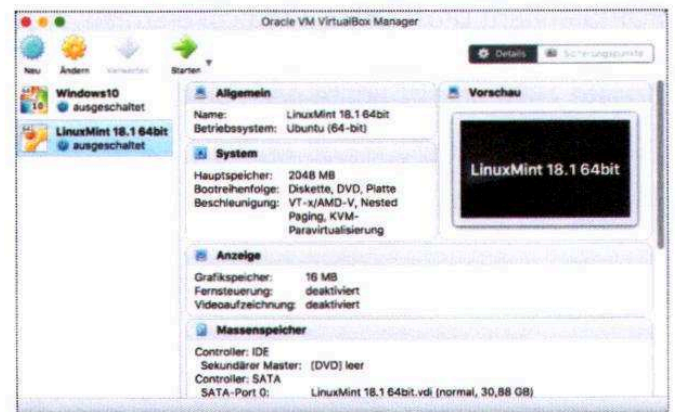 Oracle VM VirtualBox Manager
Neu Ändern Verwerfen Starten
Details Sicherungspunkte
Windows10
ausgeschaltet
LinuxMint 18.1 64bit
ausgeschaltet
Allgemein
Name: LinuxMint 18.1 64bit
Betriebssystem: Ubuntu (64-bit)
System
Hauptspeicher: 2048 MB
Bootreihenfolge: Diskette, DVD, Platte
Beschleunigung: VT-x/AMD-V, Nested
Paging, KVM-
Paravirtualisierung
Vorschau
LinuxMint 18.1 64bit
Anzeige
Grafikspeicher: 16 MB
Fernsteuerung: deaktiviert
Videoaufzeichnung: deaktiviert
Massenspeicher
Controller: IDE
Sekundärer Master: [DVD] leer
Controller: SATA
SATA-Port 0: LinuxMint 18.1 64bit.vdi (normal, 30,88 GB)